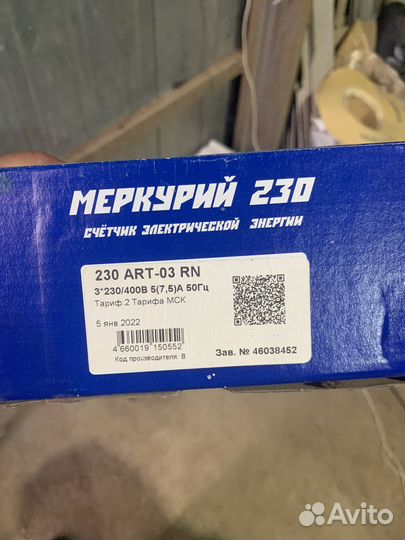 МЕРКУРИЙ 230
СЧЁТЧИК ЭЛЕКТРИЧЕСКОЙ ЭНЕРГИИ
230 ART-03 RN
3*230/400В 5(7,5)А 50Гц
Тариф:2 Тарифа МСК
5 янв 2022
4 660019 150552
Код производителя: В
Зав. № 46038452
Avito